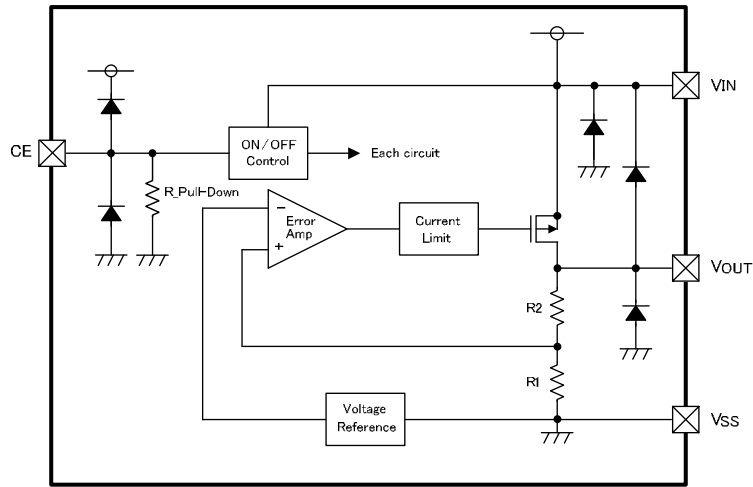 VIN
CE
ON/OFF
Control
Each circuit
R_Pull-Down
－
Error
Amp
+
Current
Limit
VOUT
R2
R1
Voltage
Reference
VSS